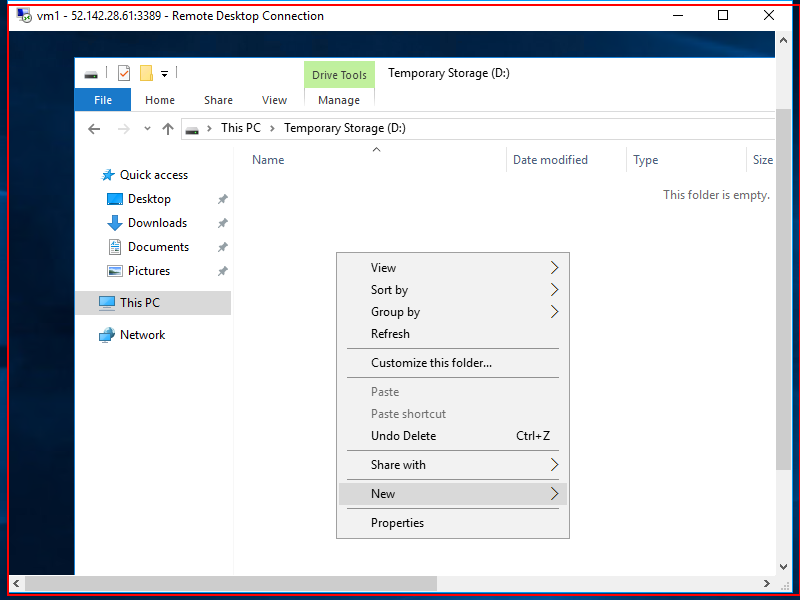 vm1 - 52.142.28.61:3389 - Remote Desktop Connection
Drive Tools
Temporary Storage (D:)
File
Home
Share
View
Manage
This PC
Temporary Storage (D:)
Name
Date modified
Type
Size
Quick access
Desktop
Downloads
Documents
Pictures
This PC
Network
This folder is empty.
View
Sort by
Group by
Refresh
Customize this folder...
Paste
Paste shortcut
Undo Delete Ctrl+Z
Share with
New
Properties